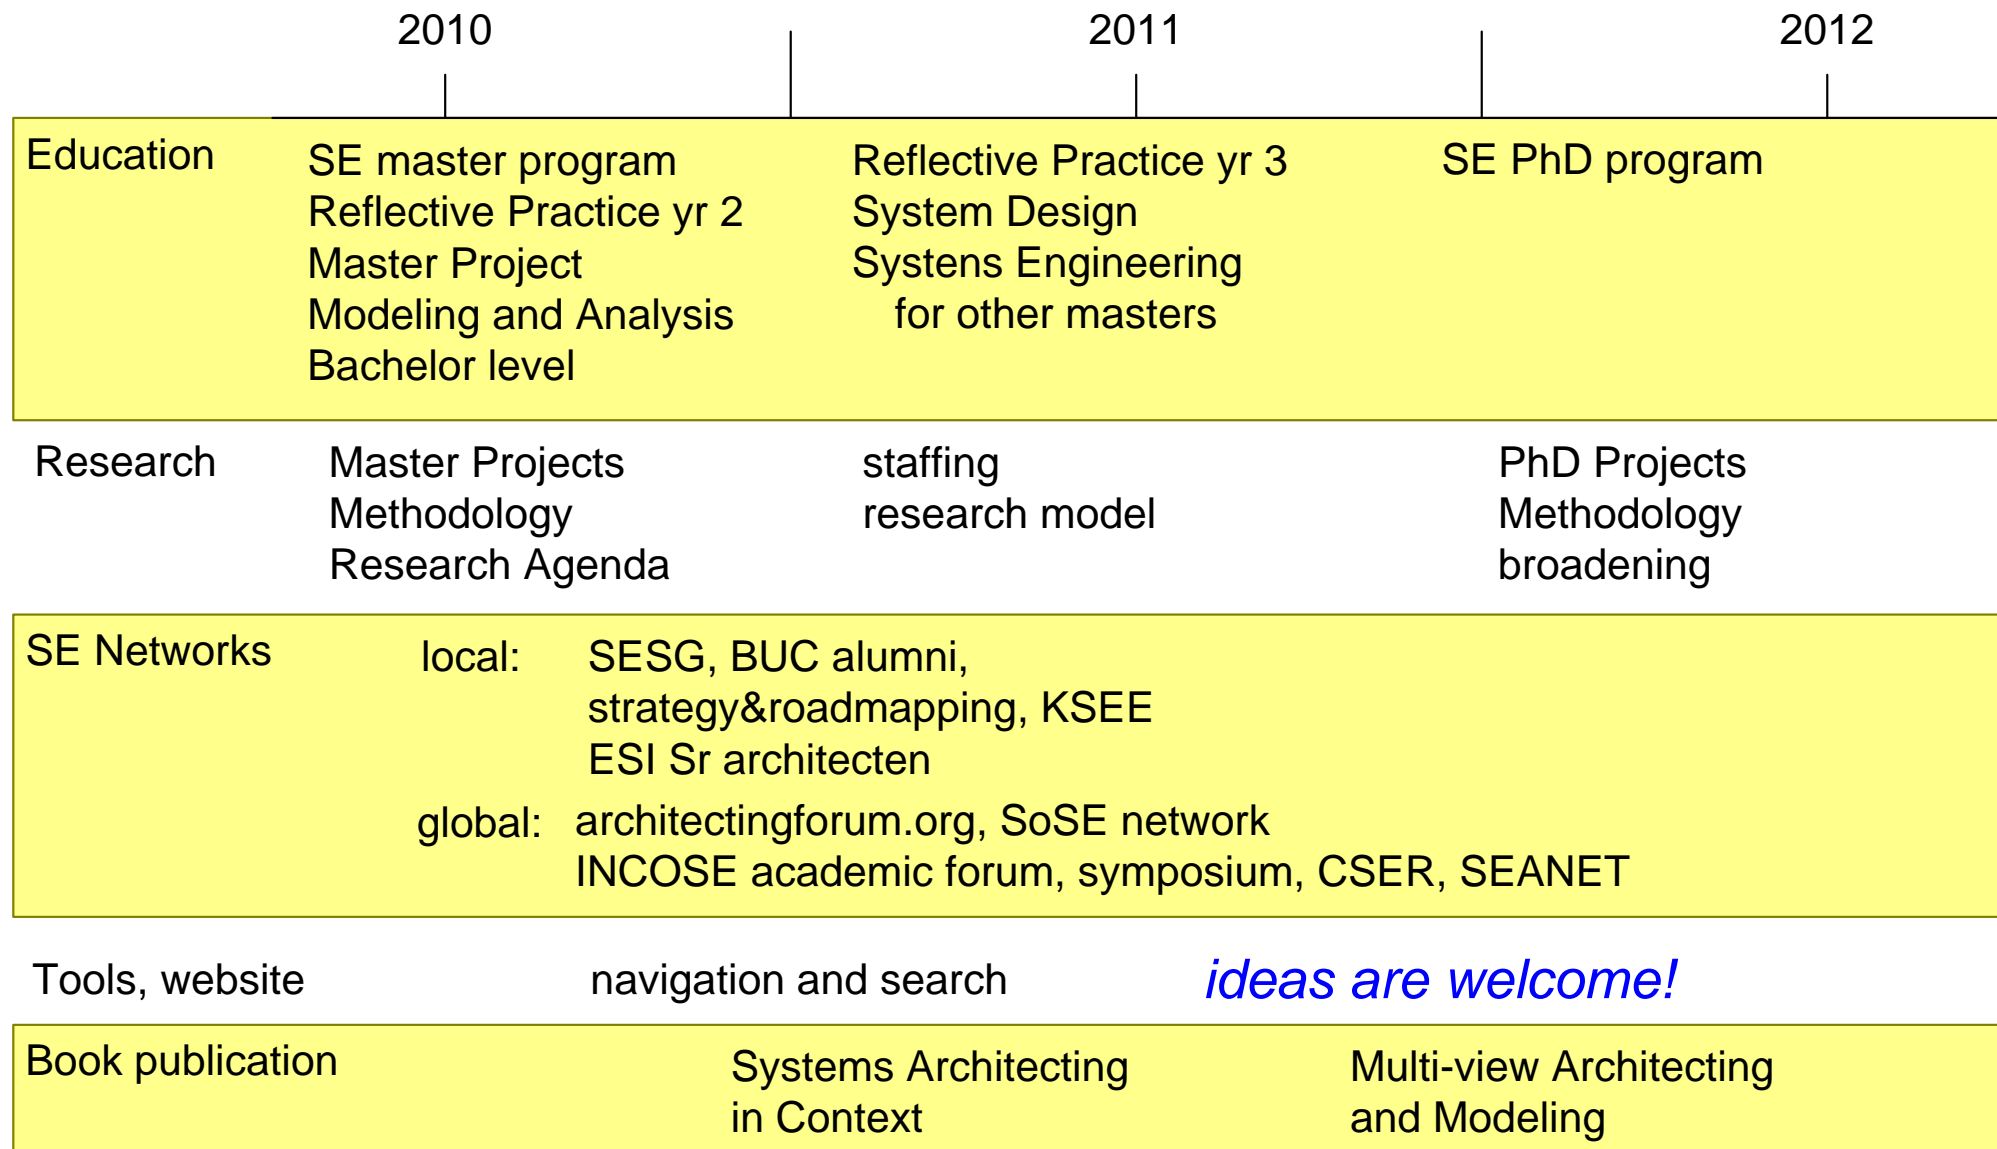 2010 2011 2012
Education
SE master program
Reflective Practice yr 2
Master Project
Modeling and Analysis
Bachelor level
Reflective Practice yr 3
System Design
Systens Engineering
for other masters
SE PhD program
Research
Master Projects
Methodology
Research Agenda
staffing
research model
PhD Projects
Methodology
broadening
SE Networks
local:
SESG, BUC alumni,
strategy&roadmapping, KSEE
ESI Sr architecten
global:
architectingforum.org, SoSE network
INCOSE academic forum, symposium, CSER, SEANET
Tools, website
navigation and search
ideas are welcome!
Book publication
Systems Architecting
in Context
Multi-view Architecting
and Modeling